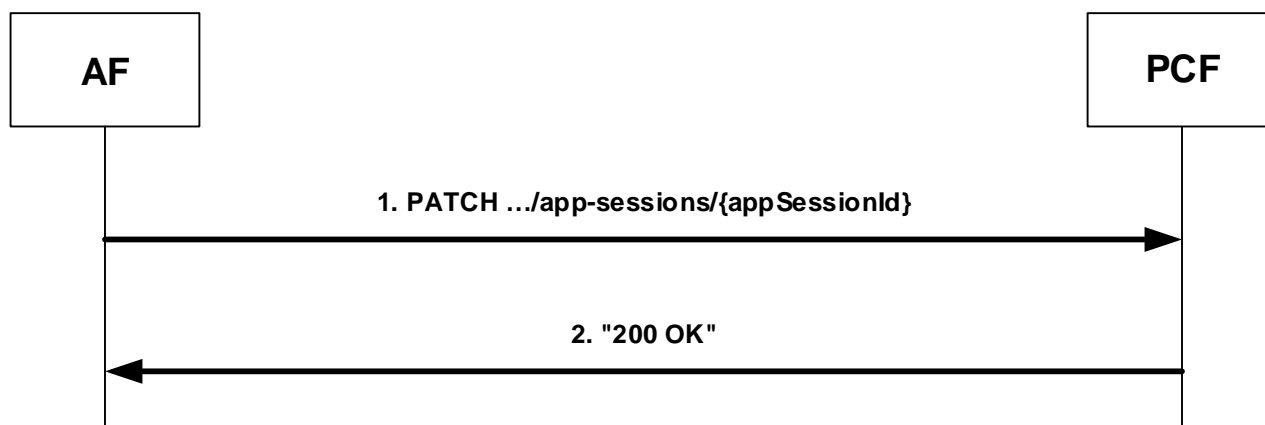 AF
PCF
1. PATCH …/app-sessions/{appSessionId}
2. "200 OK"